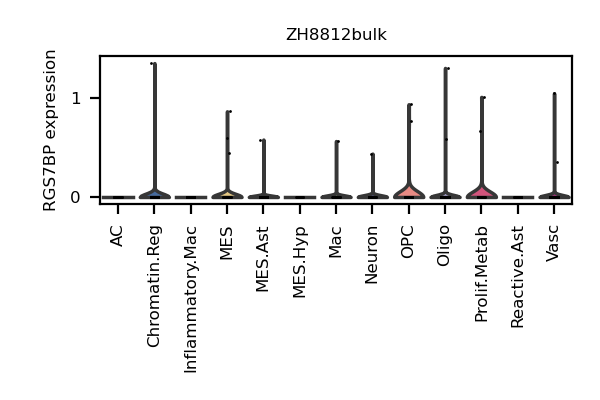 ZH8812bulk
RGS7BP expression
1
0
AC
Chromatin.Reg
Inflammatory.Mac
MES
MES.Ast
MES.Hyp
Mac
Neuron
OPC
Oligo
Prolif.Metab
Reactive.Ast
Vasc